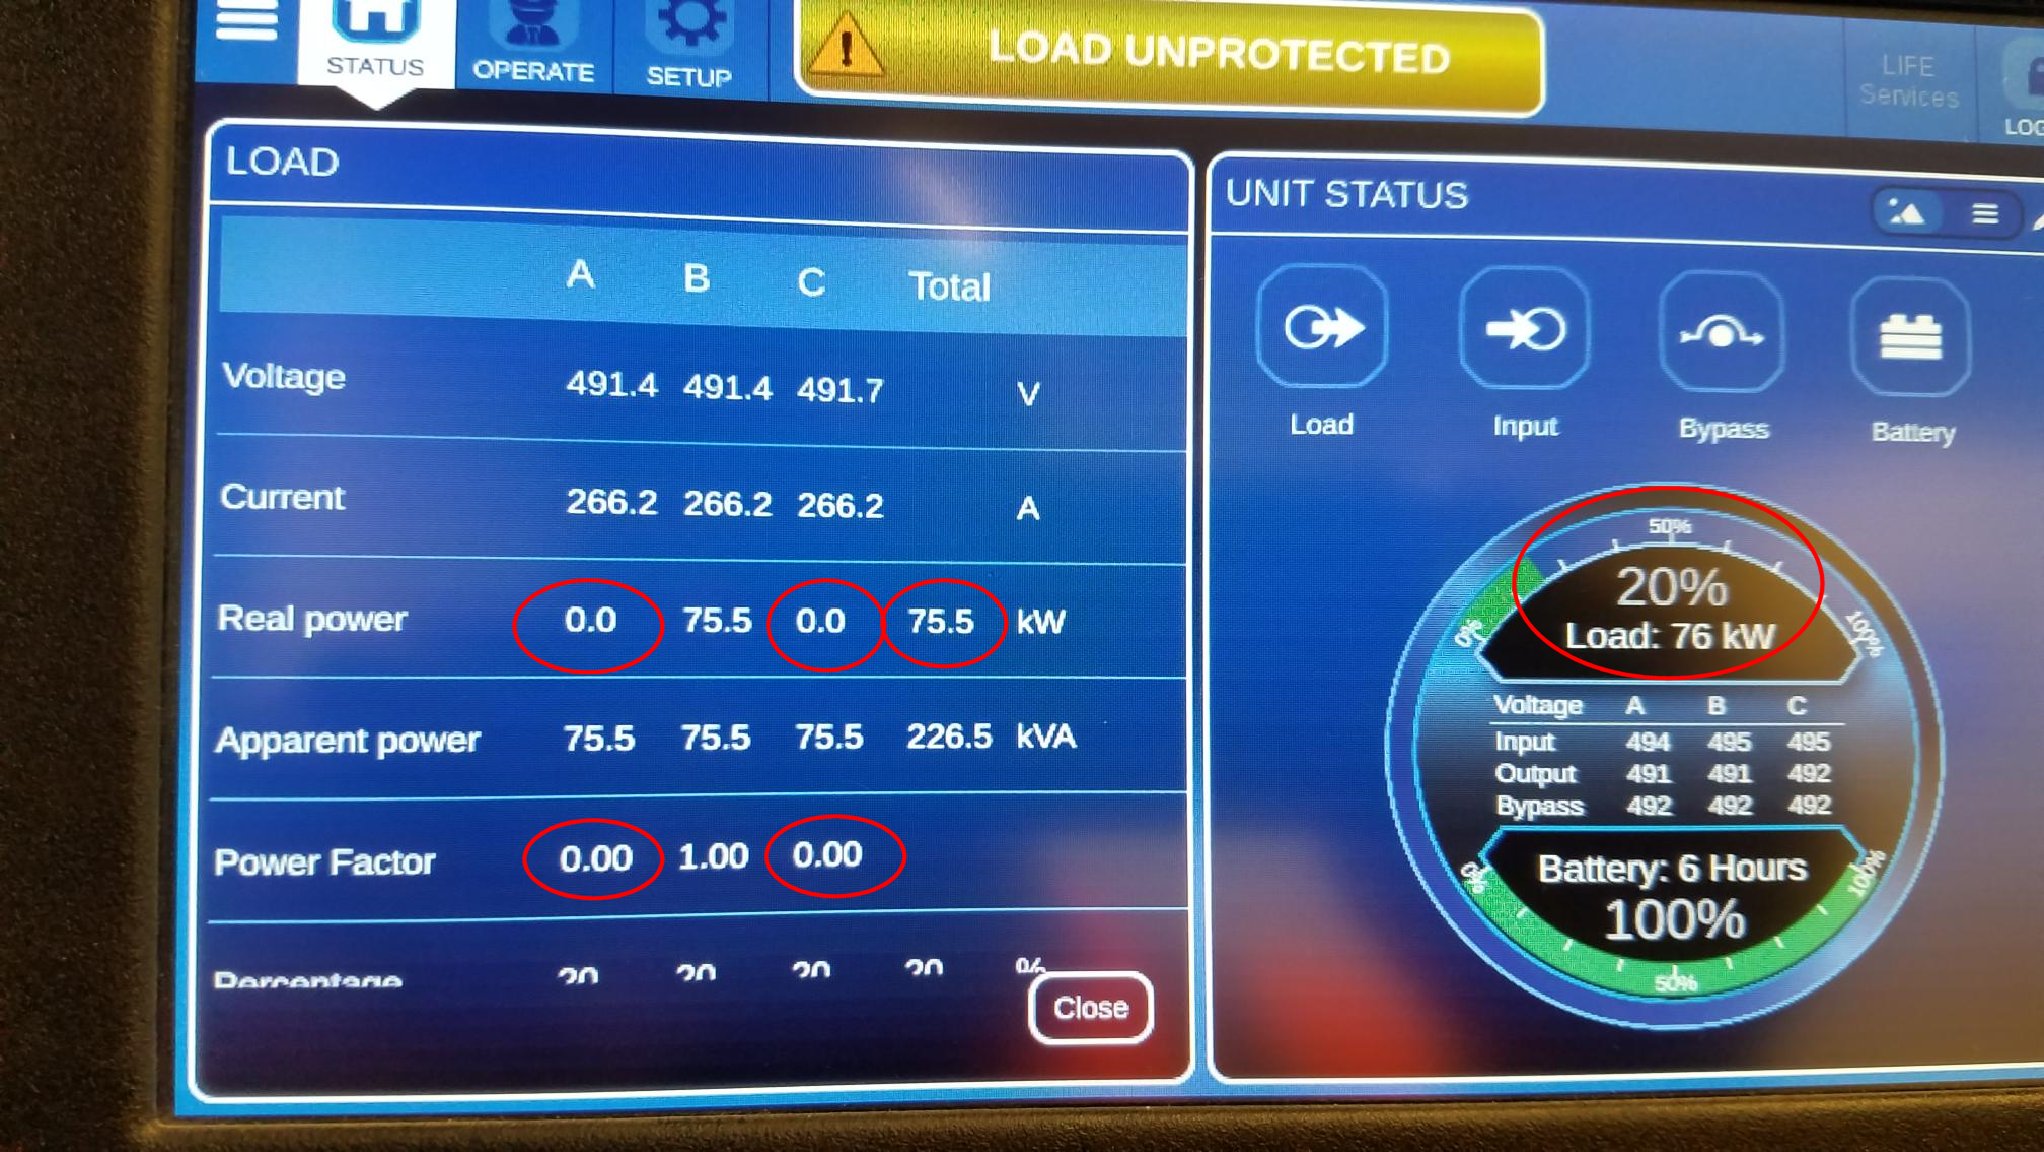 STATUS
OPERATE
SETUP
LOAD UNPROTECTED
LIFE
Services
LOAD
A B C Total
Voltage 491.4 491.4 491.7 V
Current 266.2 266.2 266.2 A
Real power 0.0 75.5 0.0 75.5 kW
Apparent power 75.5 75.5 75.5 226.5 kVA
Power Factor 0.00 1.00 0.00
Percentage 20 20 20 20 %
Close
UNIT STATUS
Load Input Bypass Battery
50%
0% 100%
20%
Load: 76 kW
Voltage A B C
Input 494 495 495
Output 491 491 492
Bypass 492 492 492
Battery: 6 Hours
0% 100%
100%
50%